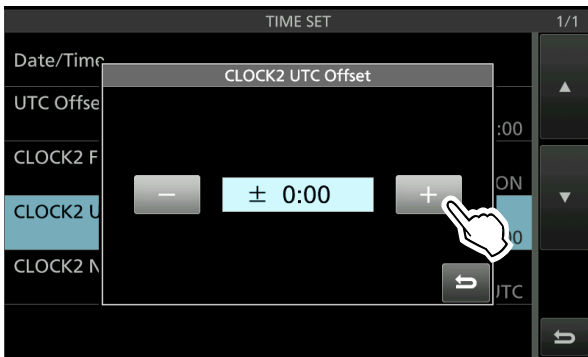 TIME SET 1/1
Date/Time
CLOCK2 UTC Offset
UTC Offse
:00
CLOCK2 F
ON
− ± 0:00 +
CLOCK2 U
00
CLOCK2 N
UTC